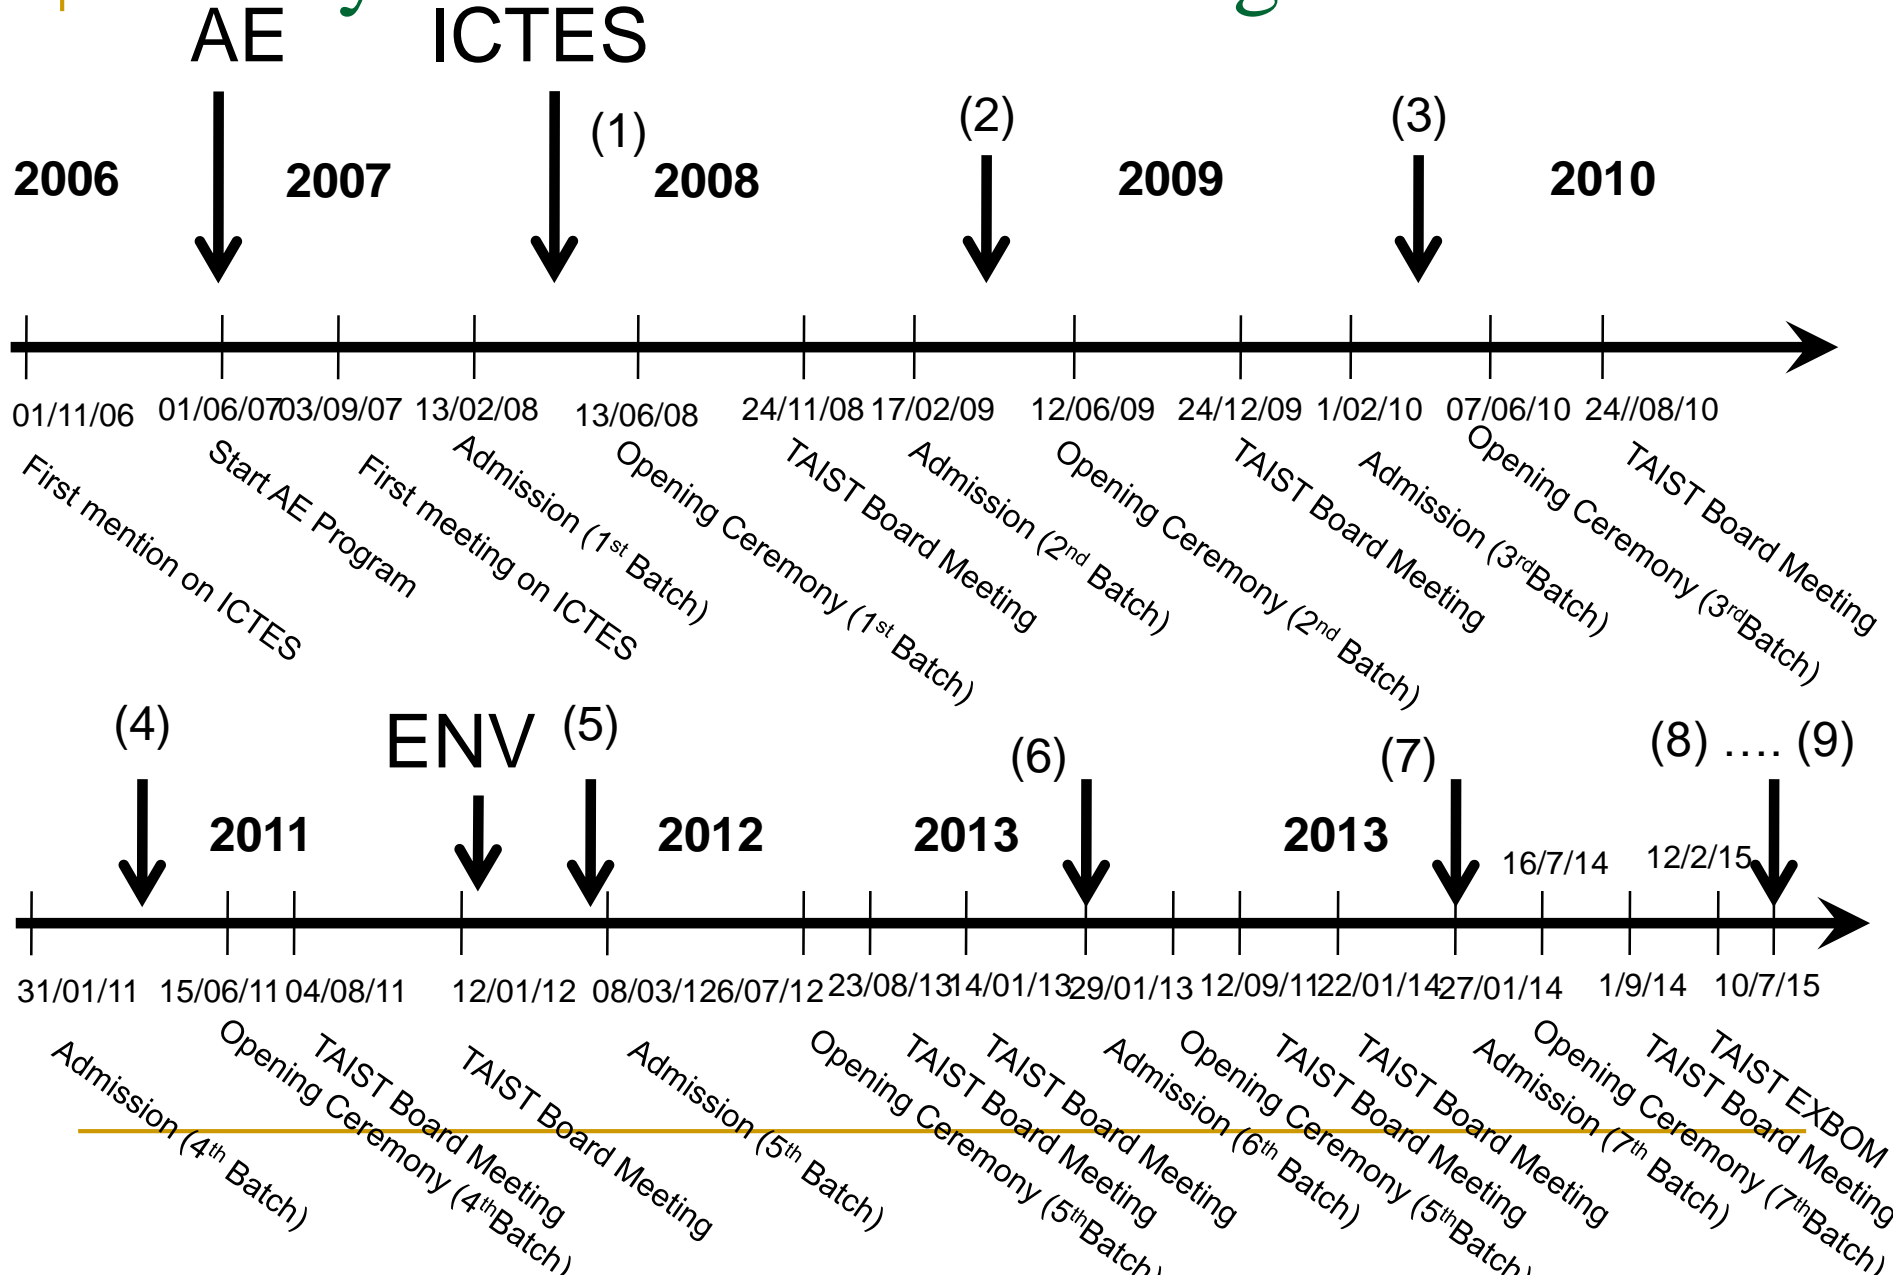 AE ICTES
(1) (2) (3)
2006 2007 2008 2009 2010
01/11/06 01/06/07 03/09/07 13/02/08 13/06/08 24/11/08 17/02/09 12/06/09 24/12/09 1/02/10 07/06/10 24//08/10
First mention on ICTES
Start AE Program
First meeting on ICTES
Admission (1st Batch)
Opening Ceremony (1st Batch)
TAIST Board Meeting
Admission (2nd Batch)
Opening Ceremony (2nd Batch)
TAIST Board Meeting
Admission (3rdBatch)
Opening Ceremony (3rdBatch)
TAIST Board Meeting
(4) ENV (5) (6) (7) (8) .... (9)
2011 2012 2013 2013
16/7/14 12/2/15
31/01/11 15/06/11 04/08/11 12/01/12 08/03/126/07/12 23/08/13 14/01/13 29/01/13 12/09/11 22/01/14 27/01/14 1/9/14 10/7/15
Admission (4th Batch)
Opening Ceremony (4thBatch)
TAIST Board Meeting
TAIST Board Meeting
Admission (5th Batch)
Opening Ceremony (5thBatch)
TAIST Board Meeting
TAIST Board Meeting
Admission (6th Batch)
Opening Ceremony (5thBatch)
TAIST Board Meeting
TAIST Board Meeting
Admission (7th Batch)
Opening Ceremony (7thBatch)
TAIST Board Meeting
TAIST EXBOM